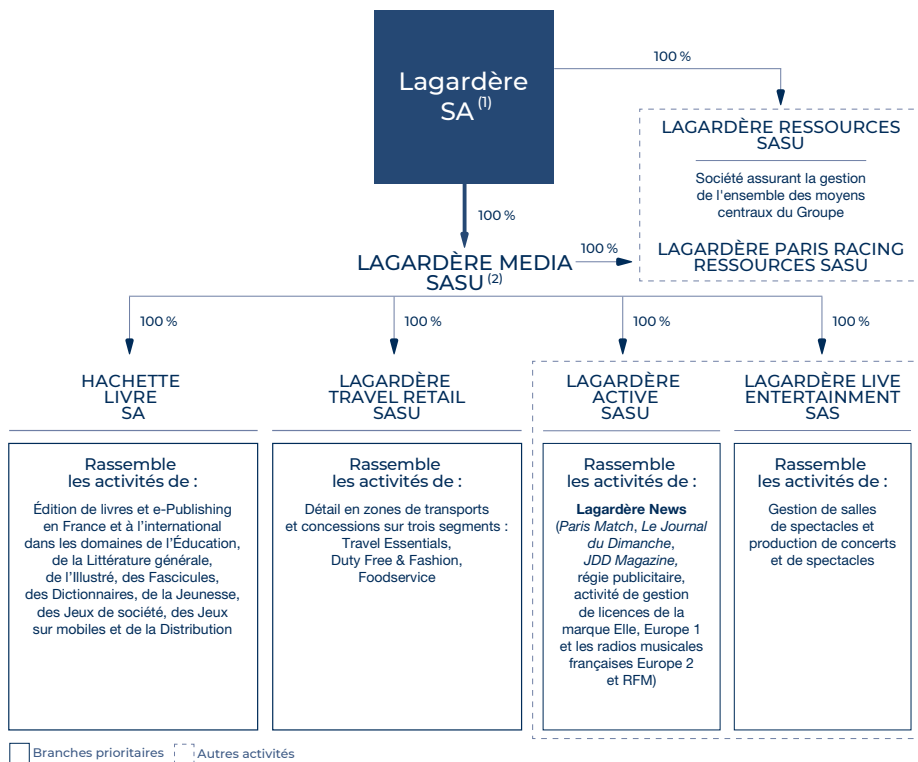 Lagardère
SA (1)
100 %
LAGARDÈRE RESSOURCES
SASU
Société assurant la gestion
de l'ensemble des moyens
centraux du Groupe
100 %
LAGARDÈRE MEDIA
SASU (2)
100 %
LAGARDÈRE PARIS RACING
RESSOURCES SASU
100 %
100 %
100 %
100 %
HACHETTE
LIVRE
SA
Rassemble
les activités de :
Édition de livres et e-Publishing
en France et à l’international
dans les domaines de l’Éducation,
de la Littérature générale,
de l’Illustré, des Fascicules,
des Dictionnaires, de la Jeunesse,
des Jeux de société, des Jeux
sur mobiles et de la Distribution
LAGARDÈRE
TRAVEL RETAIL
SASU
Rassemble
les activités de :
Détail en zones de transports
et concessions sur trois segments :
Travel Essentials,
Duty Free & Fashion,
Foodservice
LAGARDÈRE
ACTIVE
SASU
Rassemble
les activités de :
Lagardère News
(Paris Match, Le Journal
du Dimanche,
JDD Magazine,
régie publicitaire,
activité de gestion
de licences de la
marque Elle, Europe 1
et les radios musicales
françaises Europe 2
et RFM)
LAGARDÈRE LIVE
ENTERTAINMENT
SAS
Rassemble
les activités de :
Gestion de salles
de spectacles et
production de concerts
et de spectacles
Branches prioritaires
Autres activités